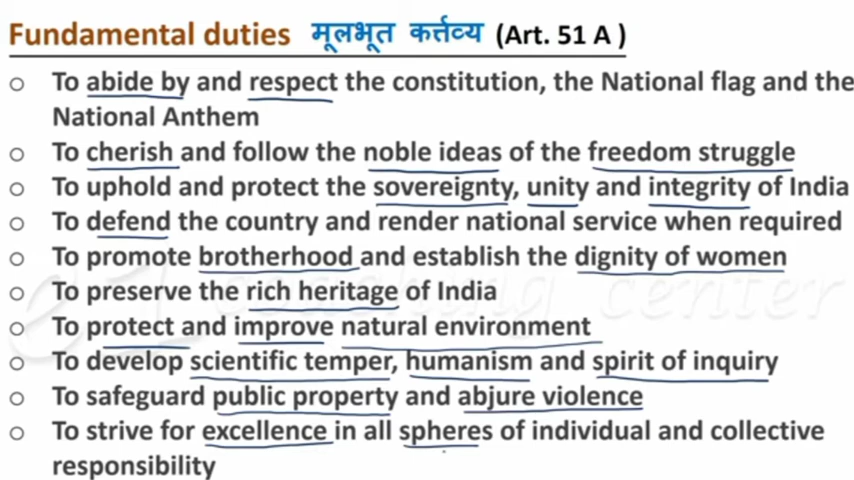 Fundamental duties मूलभूत कर्त्तव्य (Art. 51 A )
○ To abide by and respect the constitution, the National flag and the
National Anthem
○ To cherish and follow the noble ideas of the freedom struggle
○ To uphold and protect the sovereignty, unity and integrity of India
○ To defend the country and render national service when required
○ To promote brotherhood and establish the dignity of women
○ To preserve the rich heritage of India
○ To protect and improve natural environment
○ To develop scientific temper, humanism and spirit of inquiry
○ To safeguard public property and abjure violence
○ To strive for excellence in all spheres of individual and collective
responsibility
e1 coaching center